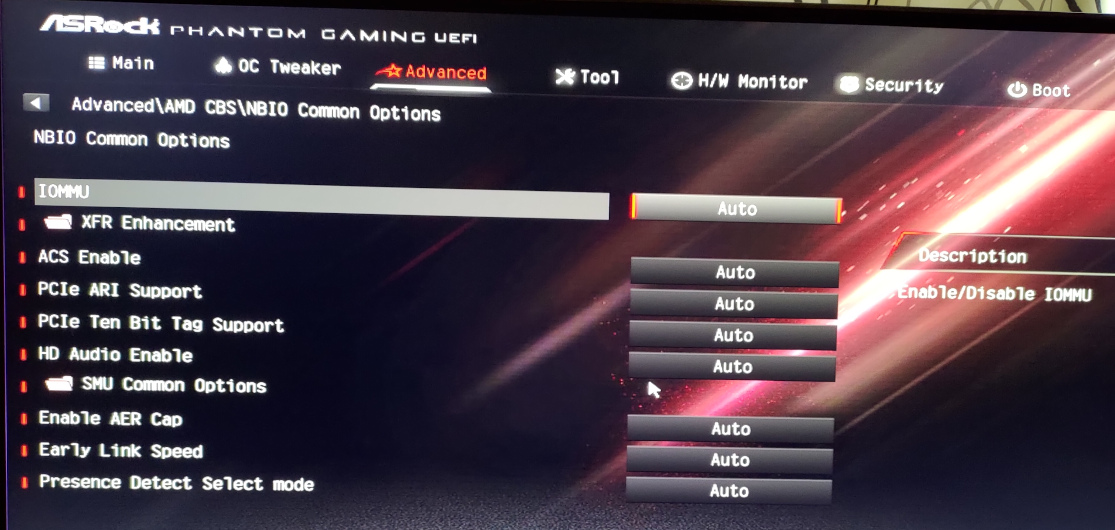 ASRock PHANTOM GAMING UEFI
Main OC Tweaker Advanced Tool H/W Monitor Security Boot
Advanced\AMD CBS\NBIO Common Options
NBIO Common Options
IOMMU Auto
XFR Enhancement
ACS Enable Auto
Description
PCIe ARI Support Auto
Enable/Disable IOMMU
PCIe Ten Bit Tag Support Auto
HD Audio Enable Auto
SMU Common Options
Enable AER Cap Auto
Early Link Speed Auto
Presence Detect Select mode Auto